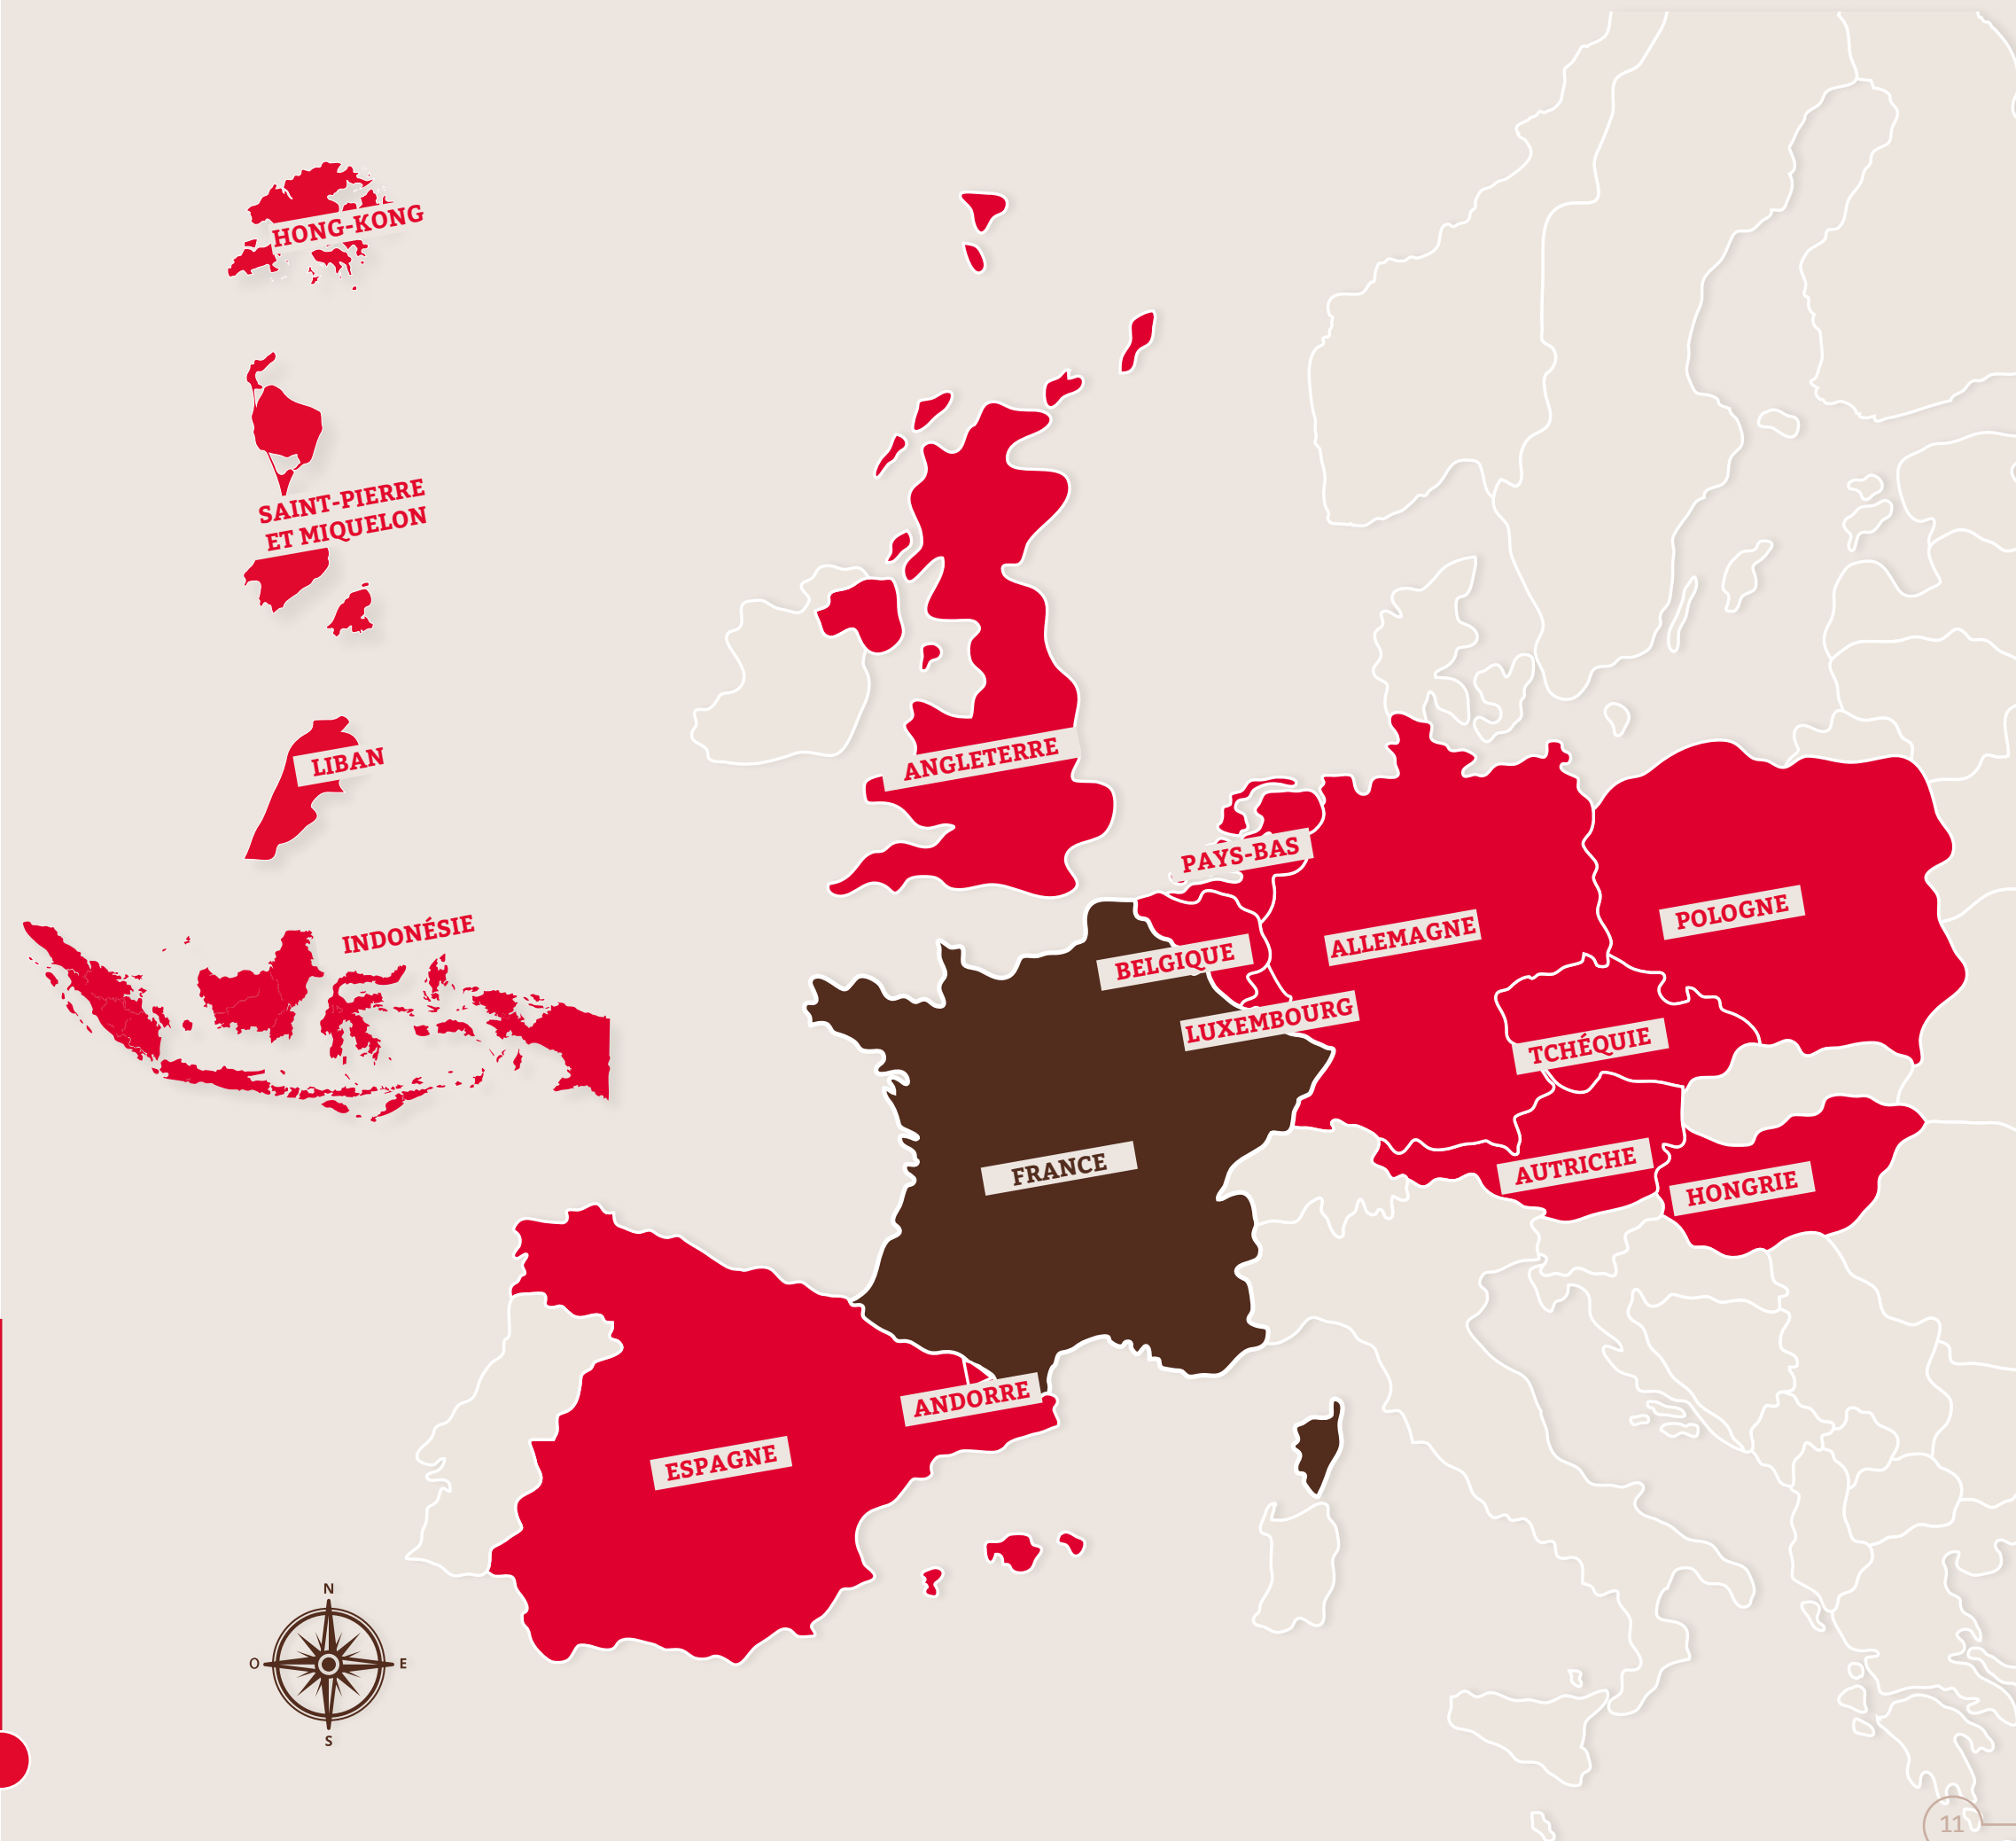 HONG-KONG
SAINT-PIERRE
ET MIQUELON
LIBAN
INDONÉSIE
ANGLETERRE
PAYS-BAS
ALLEMAGNE
POLOGNE
BELGIQUE
LUXEMBOURG
TCHÉQUIE
FRANCE
AUTRICHE
HONGRIE
ANDORRE
ESPAGNE
N
O
E
S
11